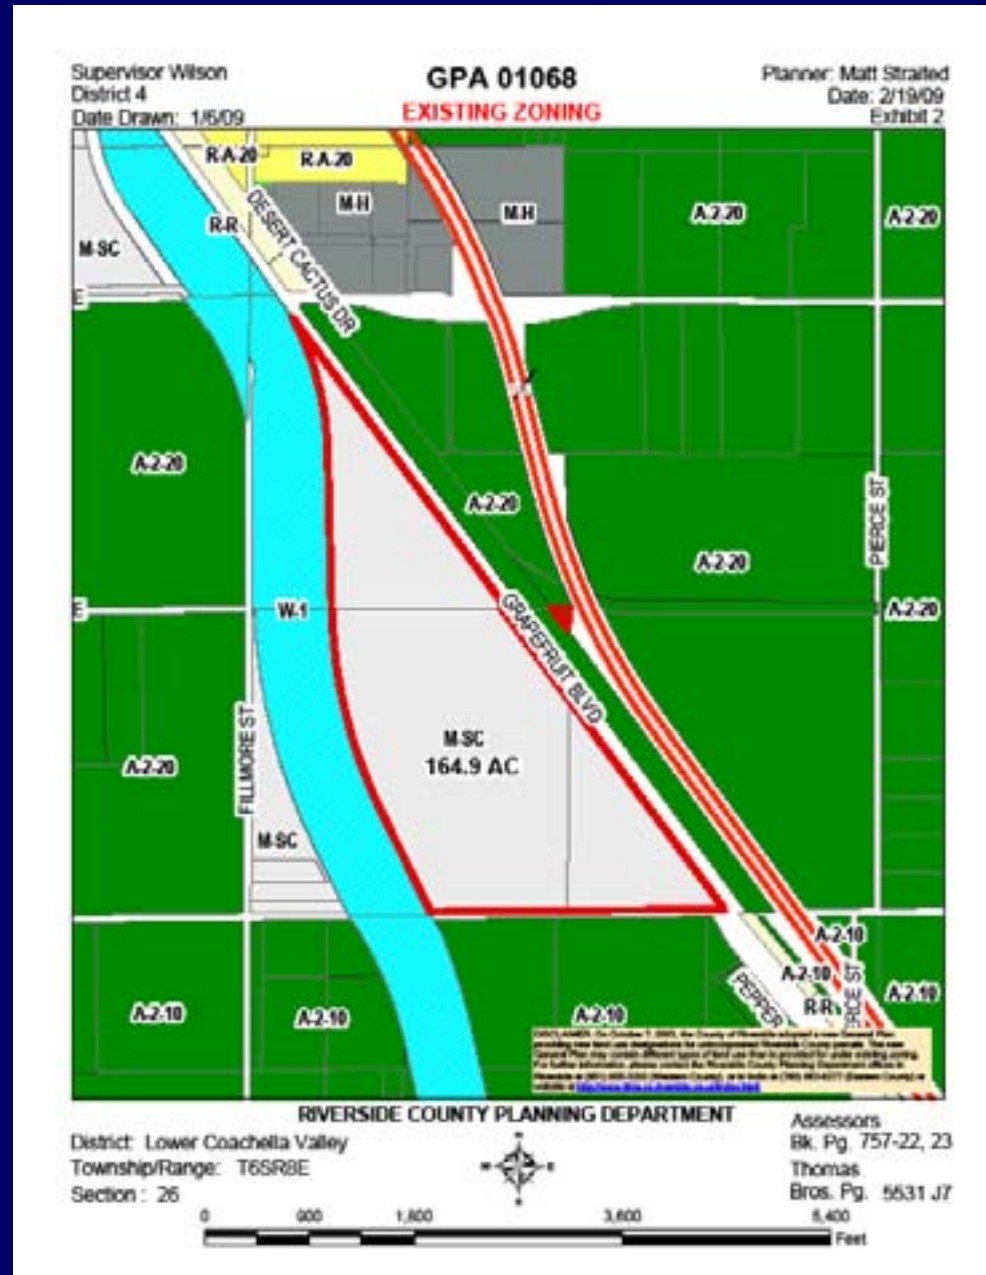 Supervisor Wilson
District 4
Date Drawn: 1/6/09
GPA 01068
EXISTING ZONING
Planner: Matt Straited
Date: 2/19/09
Exhibit 2
R-A-20
R-A-20
M-H
M-H
A-2-20
A-2-20
R-R
M-SC
DESERT CACTUS DR
A-2-20
A-2-20
PIERCE ST
A-2-20
W-1
A-2-20
GRAPEFRUIT BLVD
FILLMORE ST
M-SC
164.9 AC
A-2-20
M-SC
A-2-10
A-2-10
R-R
PEPPER
A-2-10
A-2-10
A-2-10
A-2-10
RIVERSIDE COUNTY PLANNING DEPARTMENT
District: Lower Coachella Valley
Township/Range: T6SR8E
Section : 26
Assessors
Bk. Pg. 757-22, 23
Thomas
Bros. Pg. 5531 J7
0 900 1,800 3,600 5,400
Feet